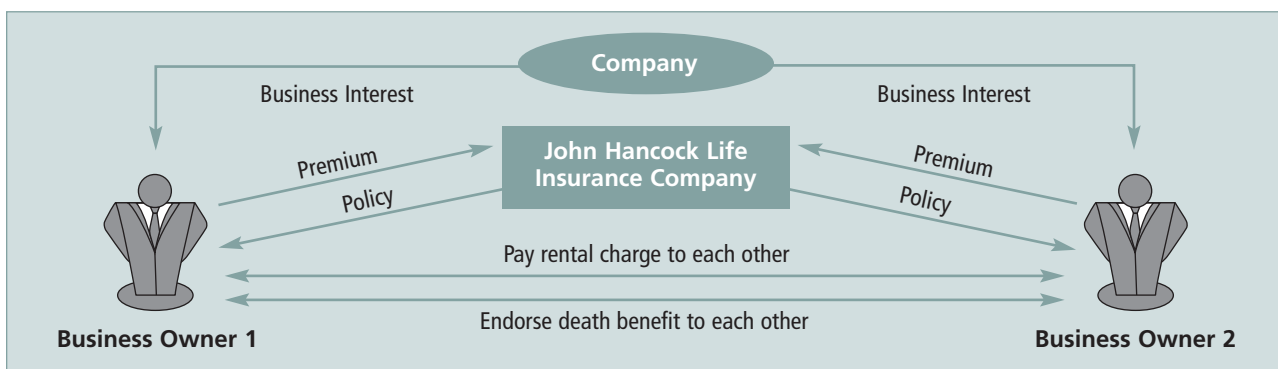 Company
Business Interest
Business Interest
John Hancock Life
Insurance Company
Premium
Policy
Premium
Policy
Pay rental charge to each other
Endorse death benefit to each other
Business Owner 1
Business Owner 2